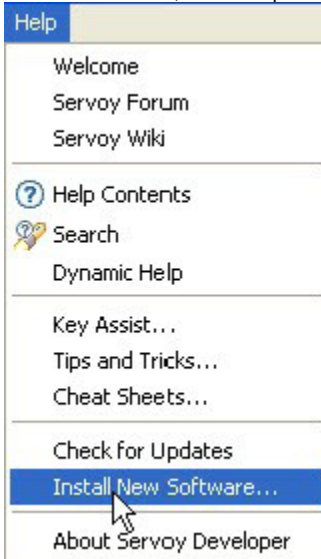 Help
Welcome
Servoy Forum
Servoy Wiki
Help Contents
Search
Dynamic Help
Key Assist...
Tips and Tricks...
Cheat Sheets...
Check for Updates
Install New Software...
About Servoy Developer